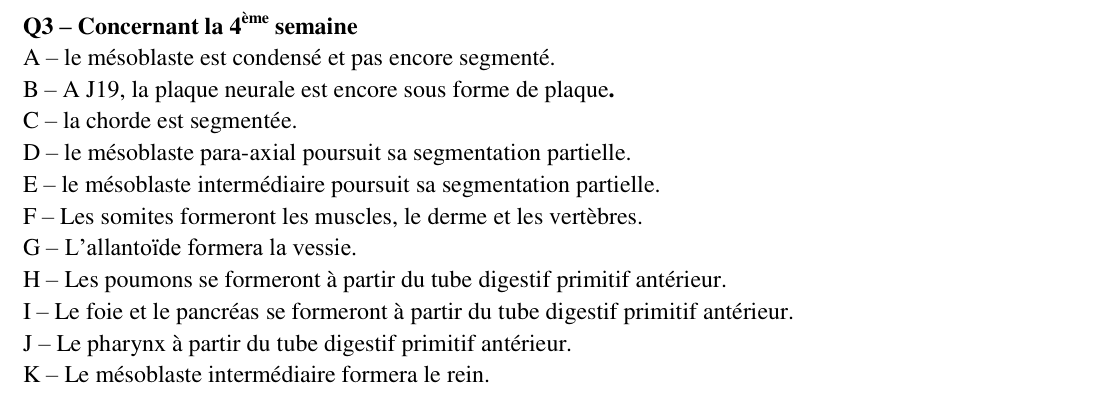 Q3 – Concernant la 4ème semaine
A – le mésoblaste est condensé et pas encore segmenté.
B – A J19, la plaque neurale est encore sous forme de plaque.
C – la chorde est segmentée.
D – le mésoblaste para-axial poursuit sa segmentation partielle.
E – le mésoblaste intermédiaire poursuit sa segmentation partielle.
F – Les somites formeront les muscles, le derme et les vertèbres.
G – L’allantoïde formera la vessie.
H – Les poumons se formeront à partir du tube digestif primitif antérieur.
I – Le foie et le pancréas se formeront à partir du tube digestif primitif antérieur.
J – Le pharynx à partir du tube digestif primitif antérieur.
K – Le mésoblaste intermédiaire formera le rein.